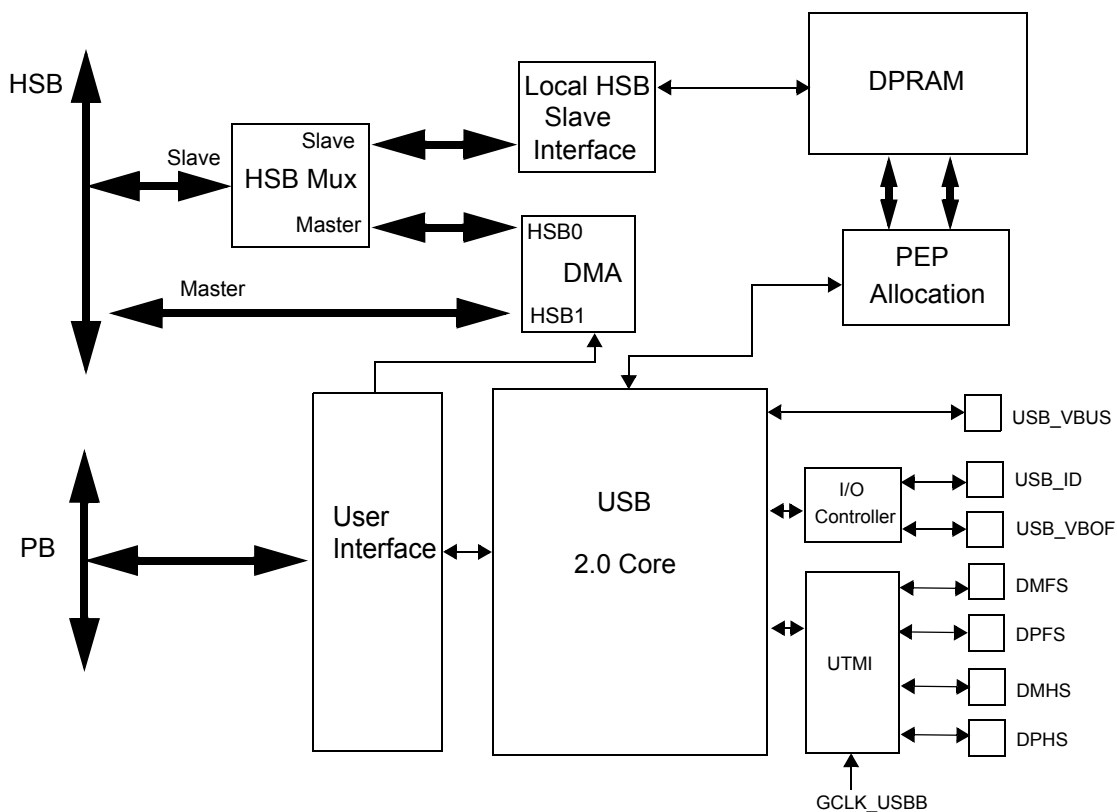 HSB
Slave
Slave
HSB Mux
Master
Local HSB
Slave
Interface
DPRAM
HSB0
DMA
HSB1
Master
PEP
Allocation
PB
User
Interface
USB
2.0 Core
I/O
Controller
UTMI
USB_VBUS
USB_ID
USB_VBOF
DMFS
DPFS
DMHS
DPHS
GCLK_USBB